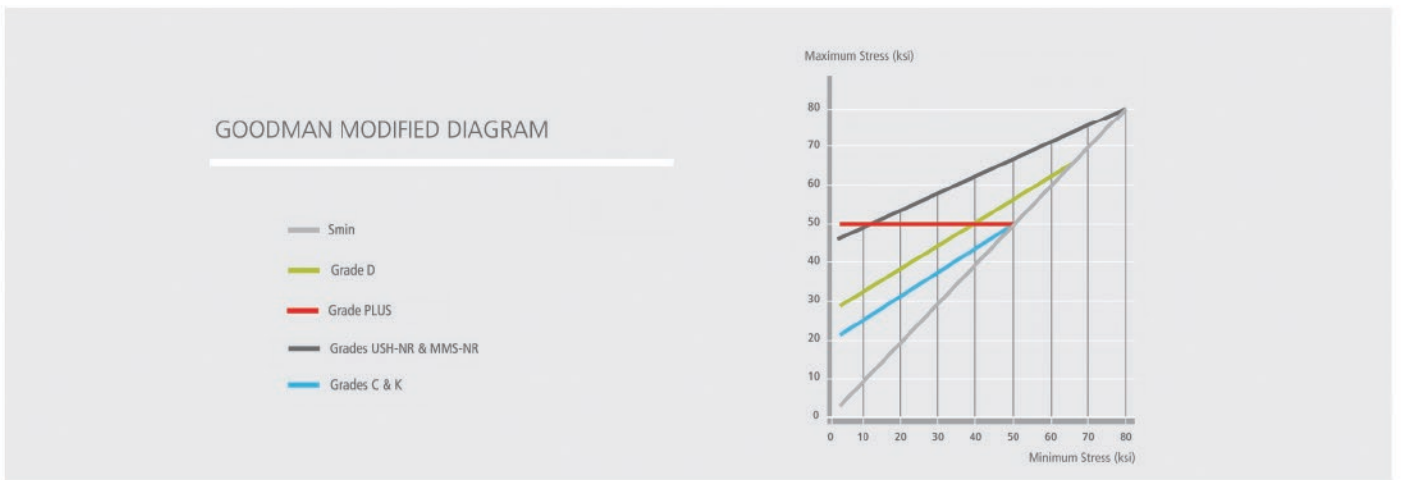 GOODMAN MODIFIED DIAGRAM
Smin
Grade D
Grade PLUS
Grades USH-NR & MMS-NR
Grades C & K
Maximum Stress (ksi)
80
70
60
50
40
30
20
10
0
0 10 20 30 40 50 60 70 80
Minimum Stress (ksi)